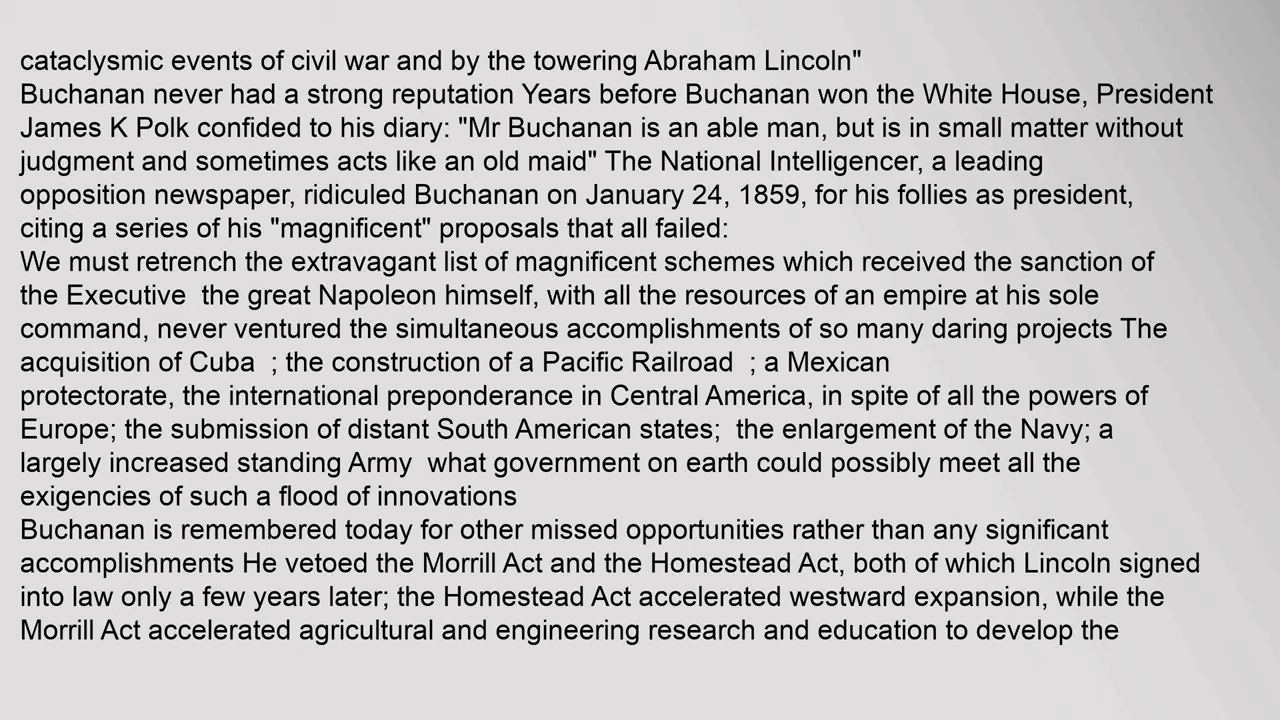 cataclysmic events of civil war and by the towering Abraham Lincoln"
Buchanan never had a strong reputation Years before Buchanan won the White House, President
James K Polk confided to his diary: "Mr Buchanan is an able man, but is in small matter without
judgment and sometimes acts like an old maid" The National Intelligencer, a leading
opposition newspaper, ridiculed Buchanan on January 24, 1859, for his follies as president,
citing a series of his "magnificent" proposals that all failed:
We must retrench the extravagant list of magnificent schemes which received the sanction of
the Executive  the great Napoleon himself, with all the resources of an empire at his sole
command, never ventured the simultaneous accomplishments of so many daring projects The
acquisition of Cuba  ; the construction of a Pacific Railroad  ; a Mexican
protectorate, the international preponderance in Central America, in spite of all the powers of
Europe; the submission of distant South American states;  the enlargement of the Navy; a
largely increased standing Army  what government on earth could possibly meet all the
exigencies of such a flood of innovations
Buchanan is remembered today for other missed opportunities rather than any significant
accomplishments He vetoed the Morrill Act and the Homestead Act, both of which Lincoln signed
into law only a few years later; the Homestead Act accelerated westward expansion, while the
Morrill Act accelerated agricultural and engineering research and education to develop the